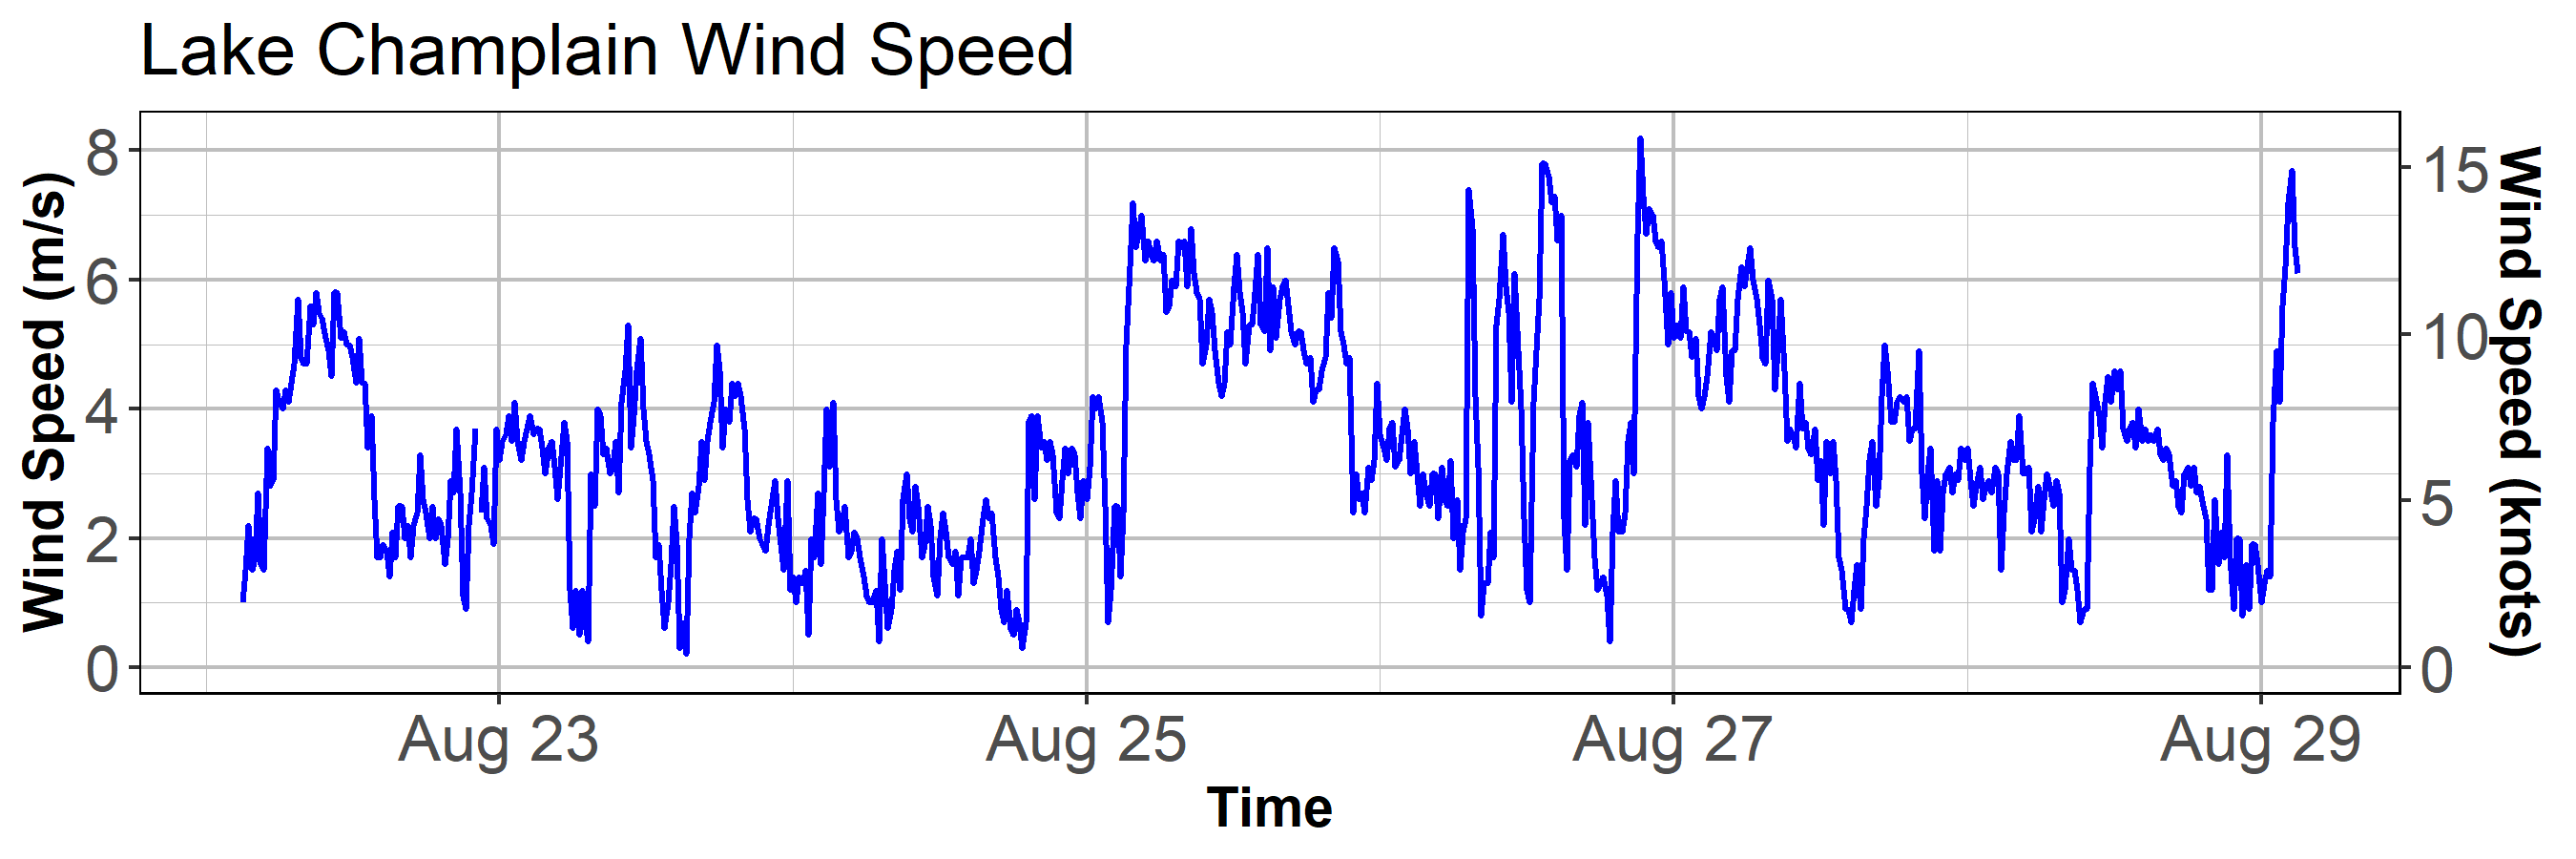 Lake Champlain Wind Speed
Wind Speed (m/s)
8
6
4
2
0
15
10
5
0
Wind Speed (knots)
Aug 23
Aug 25
Aug 27
Aug 29
Time